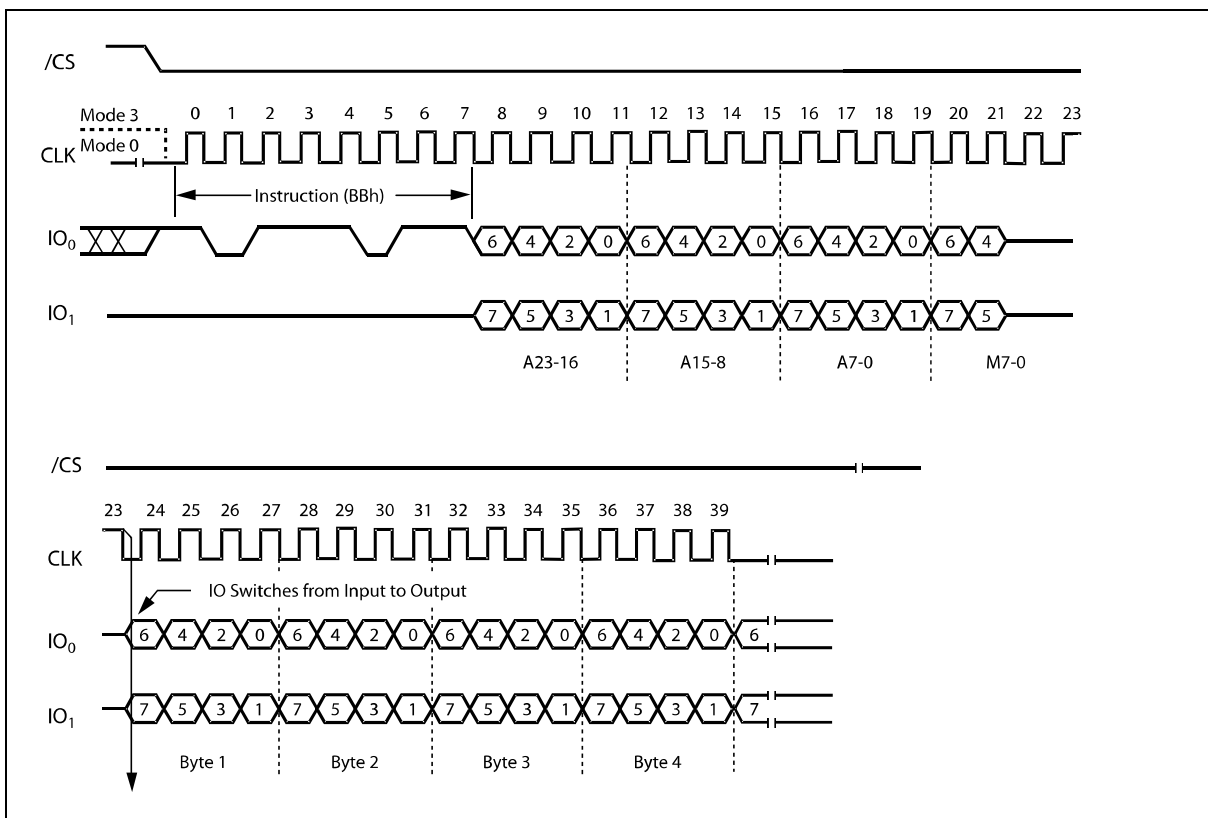 /CS
Mode 3
0 1 2 3 4 5 6 7 8 9 10 11 12 13 14 15 16 17 18 19 20 21 22 23
Mode 0
CLK
Instruction (BBh)
IO0 6 4 2 0 6 4 2 0 6 4 2 0 6 4
IO1 7 5 3 1 7 5 3 1 7 5 3 1 7 5
A23-16 A15-8 A7-0 M7-0
/CS
23 24 25 26 27 28 29 30 31 32 33 34 35 36 37 38 39
CLK
IO Switches from Input to Output
IO0 6 4 2 0 6 4 2 0 6 4 2 0 6 4 2 0 6
IO1 7 5 3 1 7 5 3 1 7 5 3 1 7 5 3 1 7
Byte 1 Byte 2 Byte 3 Byte 4